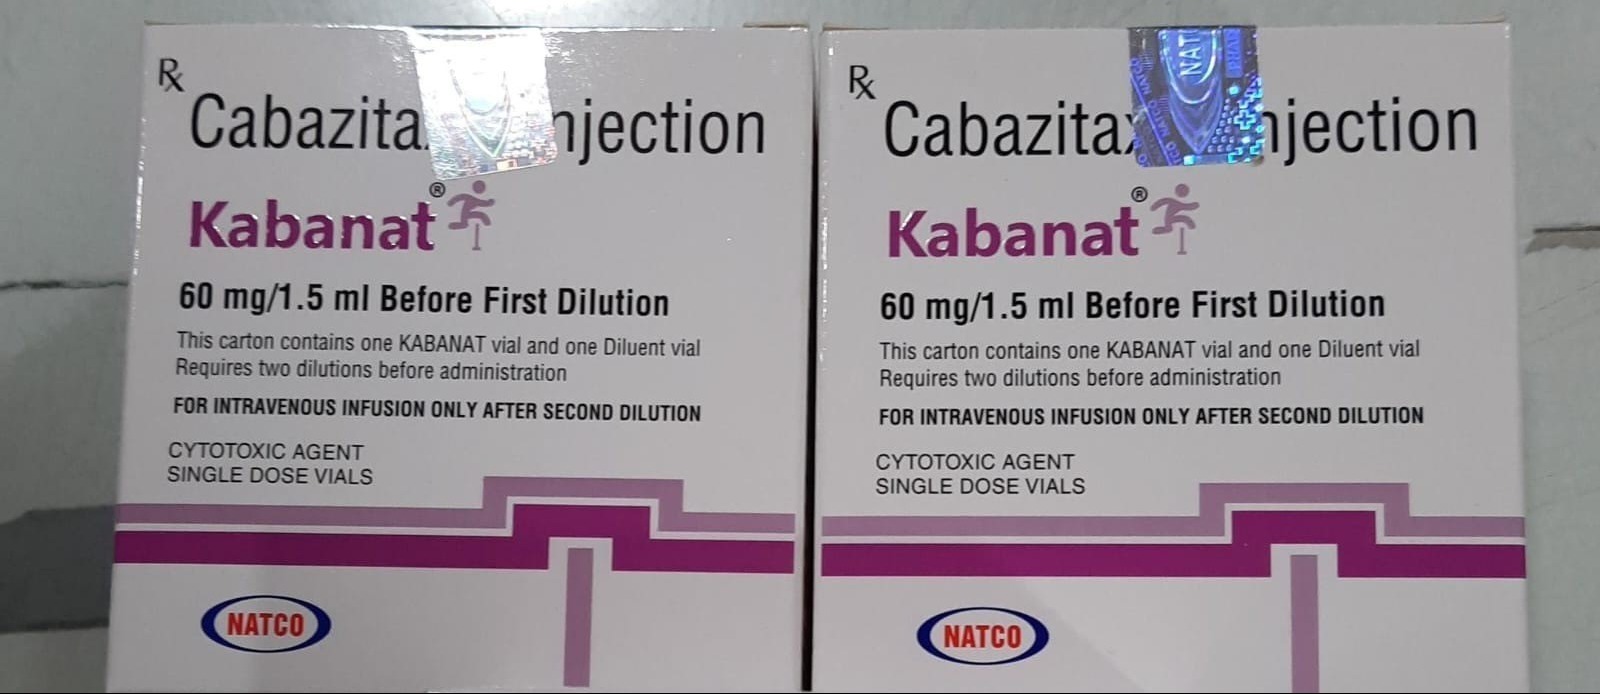 Rx
Cabazita njection
Kabanat®
60 mg/1.5 ml Before First Dilution
This carton contains one KABANAT vial and one Diluent vial
Requires two dilutions before administration
FOR INTRAVENOUS INFUSION ONLY AFTER SECOND DILUTION
CYTOTOXIC AGENT
SINGLE DOSE VIALS
NATCO
Rx
Cabazitax njection
NATCO
Kabanat®
60 mg/1.5 ml Before First Dilution
This carton contains one KABANAT vial and one Diluent vial
Requires two dilutions before administration
FOR INTRAVENOUS INFUSION ONLY AFTER SECOND DILUTION
CYTOTOXIC AGENT
SINGLE DOSE VIALS
NATCO